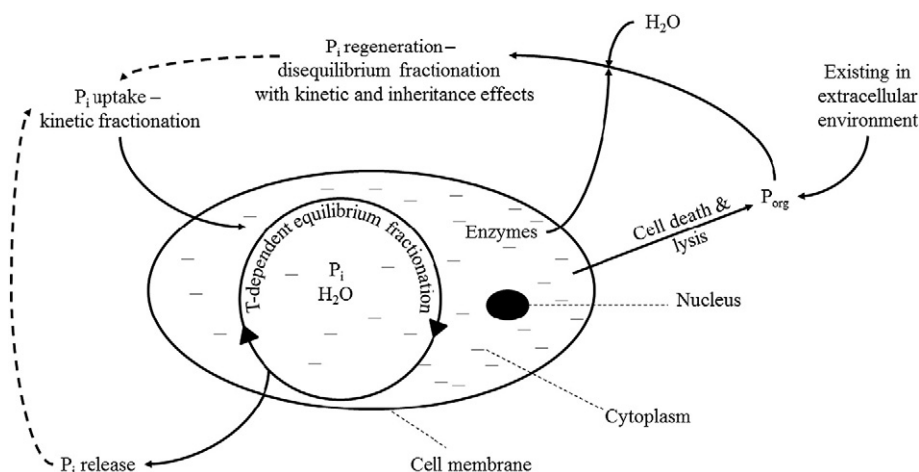 H₂O
Pᵢ regeneration –
disequilibrium fractionation
with kinetic and inheritance effects
Existing in
extracellular
environment
Pᵢ uptake –
kinetic fractionation
T-dependent equilibrium fractionation
Pᵢ
H₂O
Enzymes
Cell death &
lysis
Pₒᵣg
Nucleus
Cytoplasm
Cell membrane
Pᵢ release